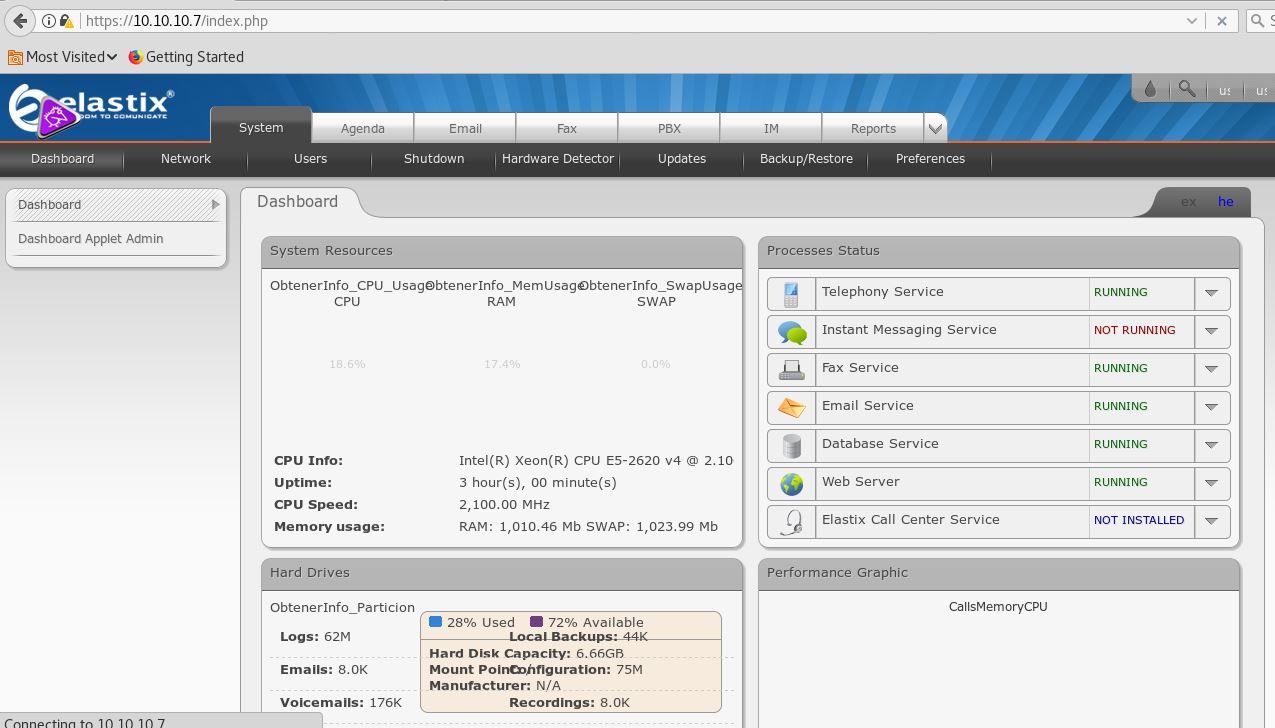 https://10.10.10.7/index.php
Most Visited Getting Started
elastix
DOM TO COMUNICATE
System Agenda Email Fax PBX IM Reports
Dashboard Network Users Shutdown Hardware Detector Updates Backup/Restore Preferences
Dashboard
Dashboard Applet Admin
Dashboard
ex he
System Resources
ObtenerInfo_CPU_Usage ObtenerInfo_MemUsage ObtenerInfo_SwapUsage
CPU RAM SWAP
18.6% 17.4% 0.0%
CPU Info: Intel(R) Xeon(R) CPU E5-2620 v4 @ 2.10
Uptime: 3 hour(s), 00 minute(s)
CPU Speed: 2,100.00 MHz
Memory usage: RAM: 1,010.46 Mb SWAP: 1,023.99 Mb
Processes Status
Telephony Service RUNNING
Instant Messaging Service NOT RUNNING
Fax Service RUNNING
Email Service RUNNING
Database Service RUNNING
Web Server RUNNING
Elastix Call Center Service NOT INSTALLED
Hard Drives
ObtenerInfo_Particion
28% Used 72% Available
Logs: 62M Local Backups: 44K
Hard Disk Capacity: 6.66GB
Emails: 8.0K Configuration: 75M
Mount Point: /
Manufacturer: N/A
Voicemails: 176K Recordings: 8.0K
Performance Graphic
CallsMemoryCPU
Connecting to 10.10.10.7